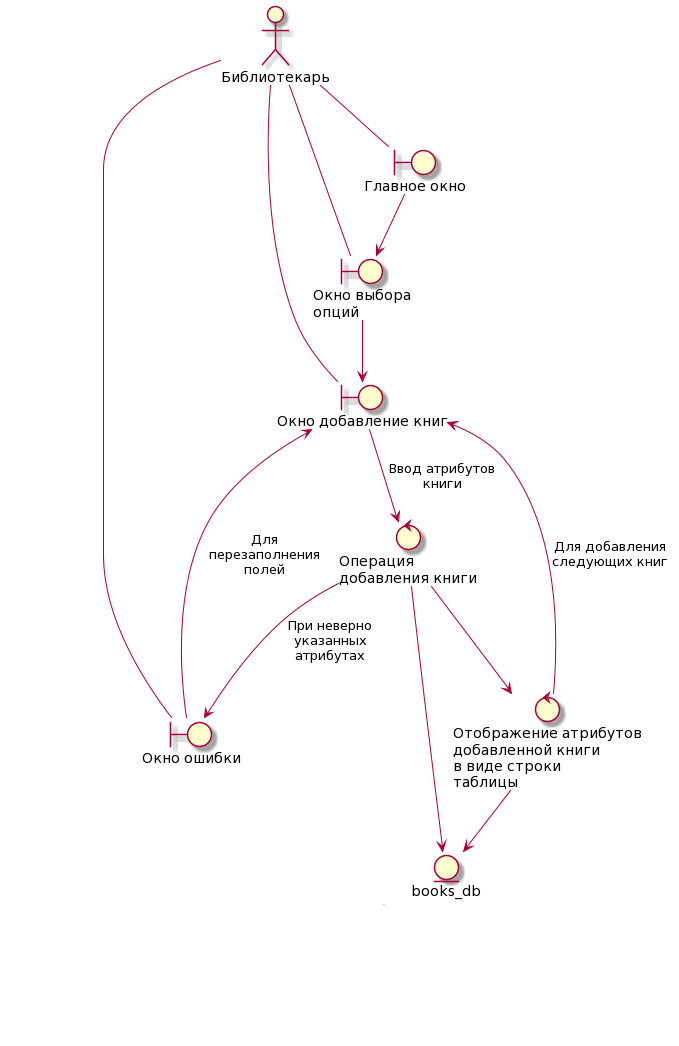 Библиотекарь
Главное окно
Окно выбора
опций
Окно добавление книг
Ввод атрибутов
книги
Для
перезаполнения
полей
Для добавления
следующих книг
Операция
добавления книги
При неверно
указанных
атрибутах
Отображение атрибутов
добавленной книги
в виде строки
таблицы
Окно ошибки
books_db